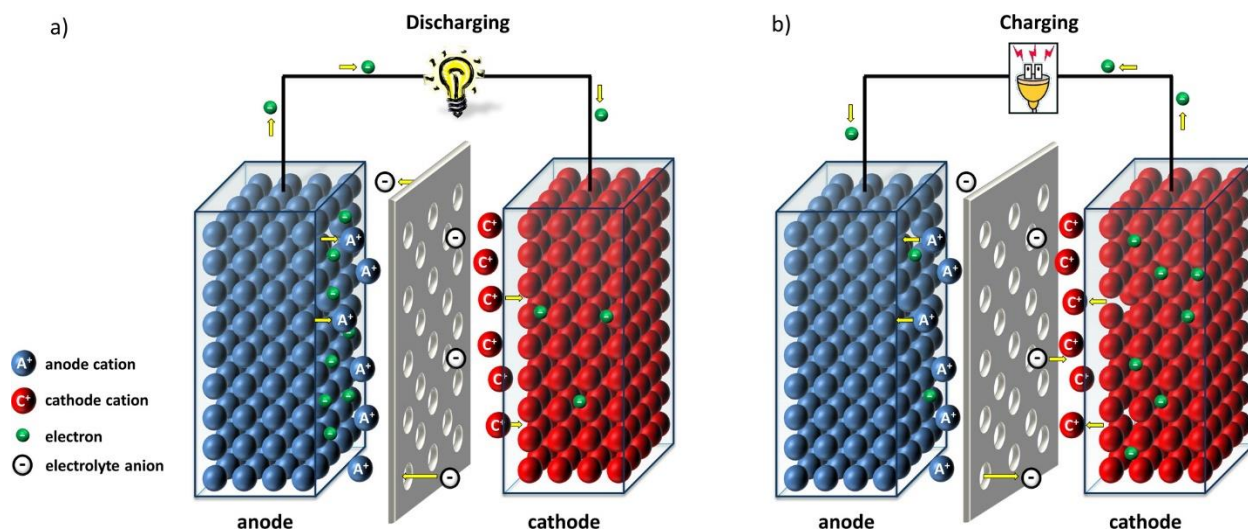 a)
Discharging
A⁺
A⁺
A⁺
A⁺
A⁺
A⁺
C⁺
C⁺
C⁺
C⁺
C⁺
C⁺
-
-
-
-
A⁺ anode cation
C⁺ cathode cation
- electron
- electrolyte anion
anode
cathode
b)
Charging
A⁺
A⁺
A⁺
A⁺
A⁺
A⁺
C⁺
C⁺
C⁺
C⁺
C⁺
C⁺
-
-
-
-
anode
cathode